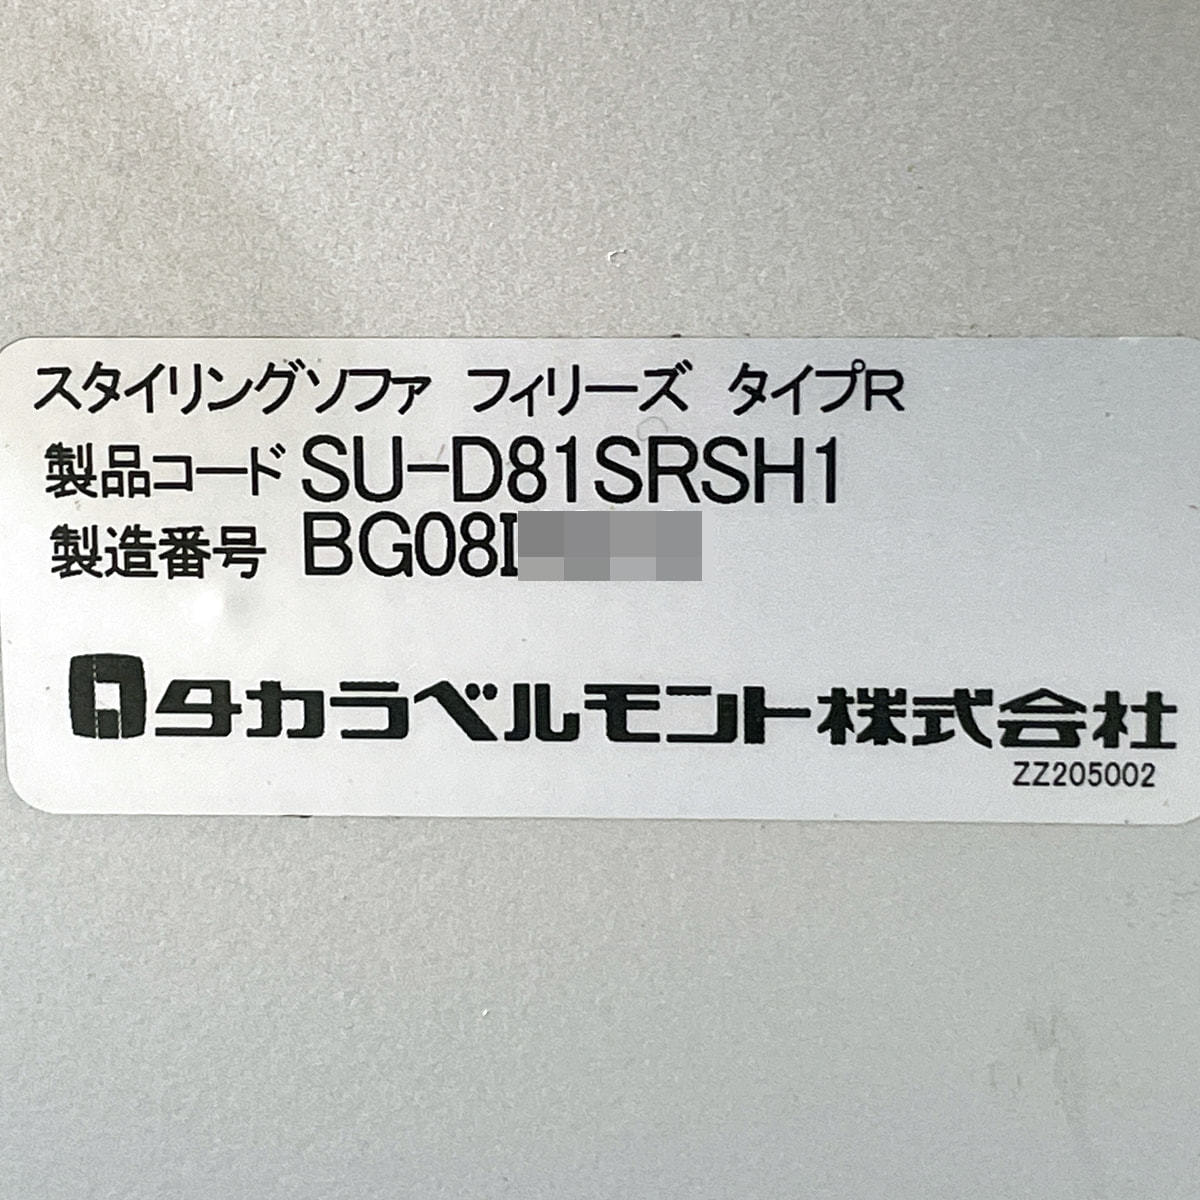 スタイリングソファ フィリーズ タイプR
製品コード SU-D81SRSH1
製造番号 BG08I
タカラベルモント株式会社
ZZ205002